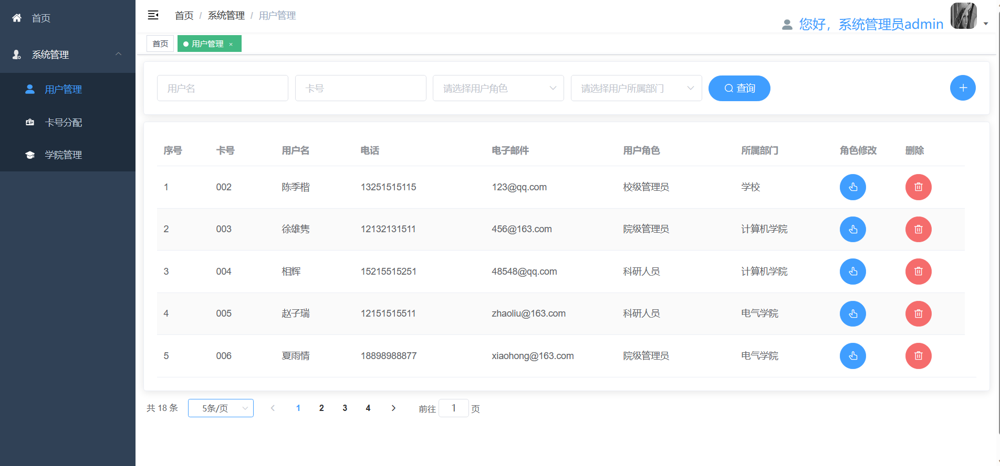 首页
系统管理
用户管理
卡号分配
学院管理
首页 / 系统管理 / 用户管理
您好，系统管理员admin
首页 用户管理 ×
用户名 卡号 请选择用户角色 请选择用户所属部门 查询
序号 卡号 用户名 电话 电子邮件 用户角色 所属部门 角色修改 删除
1 002 陈季楷 13251515115 123@qq.com 校级管理员 学校
2 003 徐雄隽 12132131511 456@163.com 院级管理员 计算机学院
3 004 相辉 15215515251 48548@qq.com 科研人员 计算机学院
4 005 赵子瑞 12151515511 zhaoliu@163.com 科研人员 电气学院
5 006 夏雨情 18898988877 xiaohong@163.com 院级管理员 电气学院
共 18 条 5条/页 1 2 3 4 前往 1 页